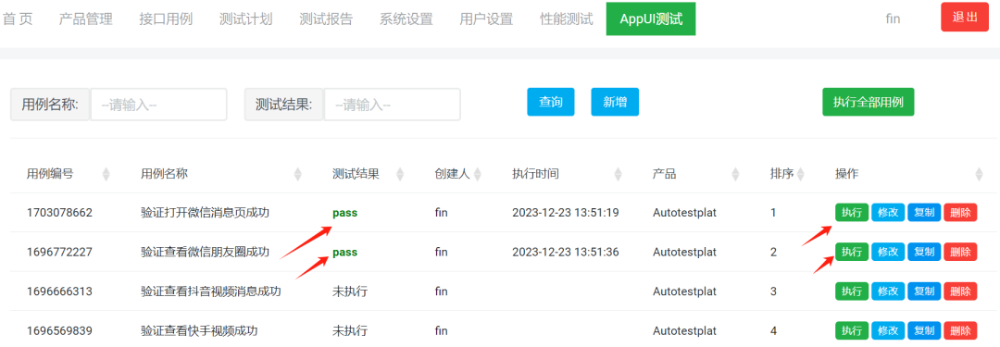 首 页 产品管理 接口用例 测试计划 测试报告 系统设置 用户设置 性能测试 AppUI测试 fin 退出
用例名称: --请输入-- 测试结果: --请输入-- 查询 新增 执行全部用例
用例编号 用例名称 测试结果 创建人 执行时间 产品 排序 操作
1703078662 验证打开微信消息页成功 pass fin 2023-12-23 13:51:19 Autotestplat 1 执行 修改 复制 删除
1696772227 验证查看微信朋友圈成功 pass fin 2023-12-23 13:51:36 Autotestplat 2 执行 修改 复制 删除
1696666313 验证查看抖音视频消息成功 未执行 fin Autotestplat 3 执行 修改 复制 删除
1696569839 验证查看快手视频成功 未执行 fin Autotestplat 4 执行 修改 复制 删除